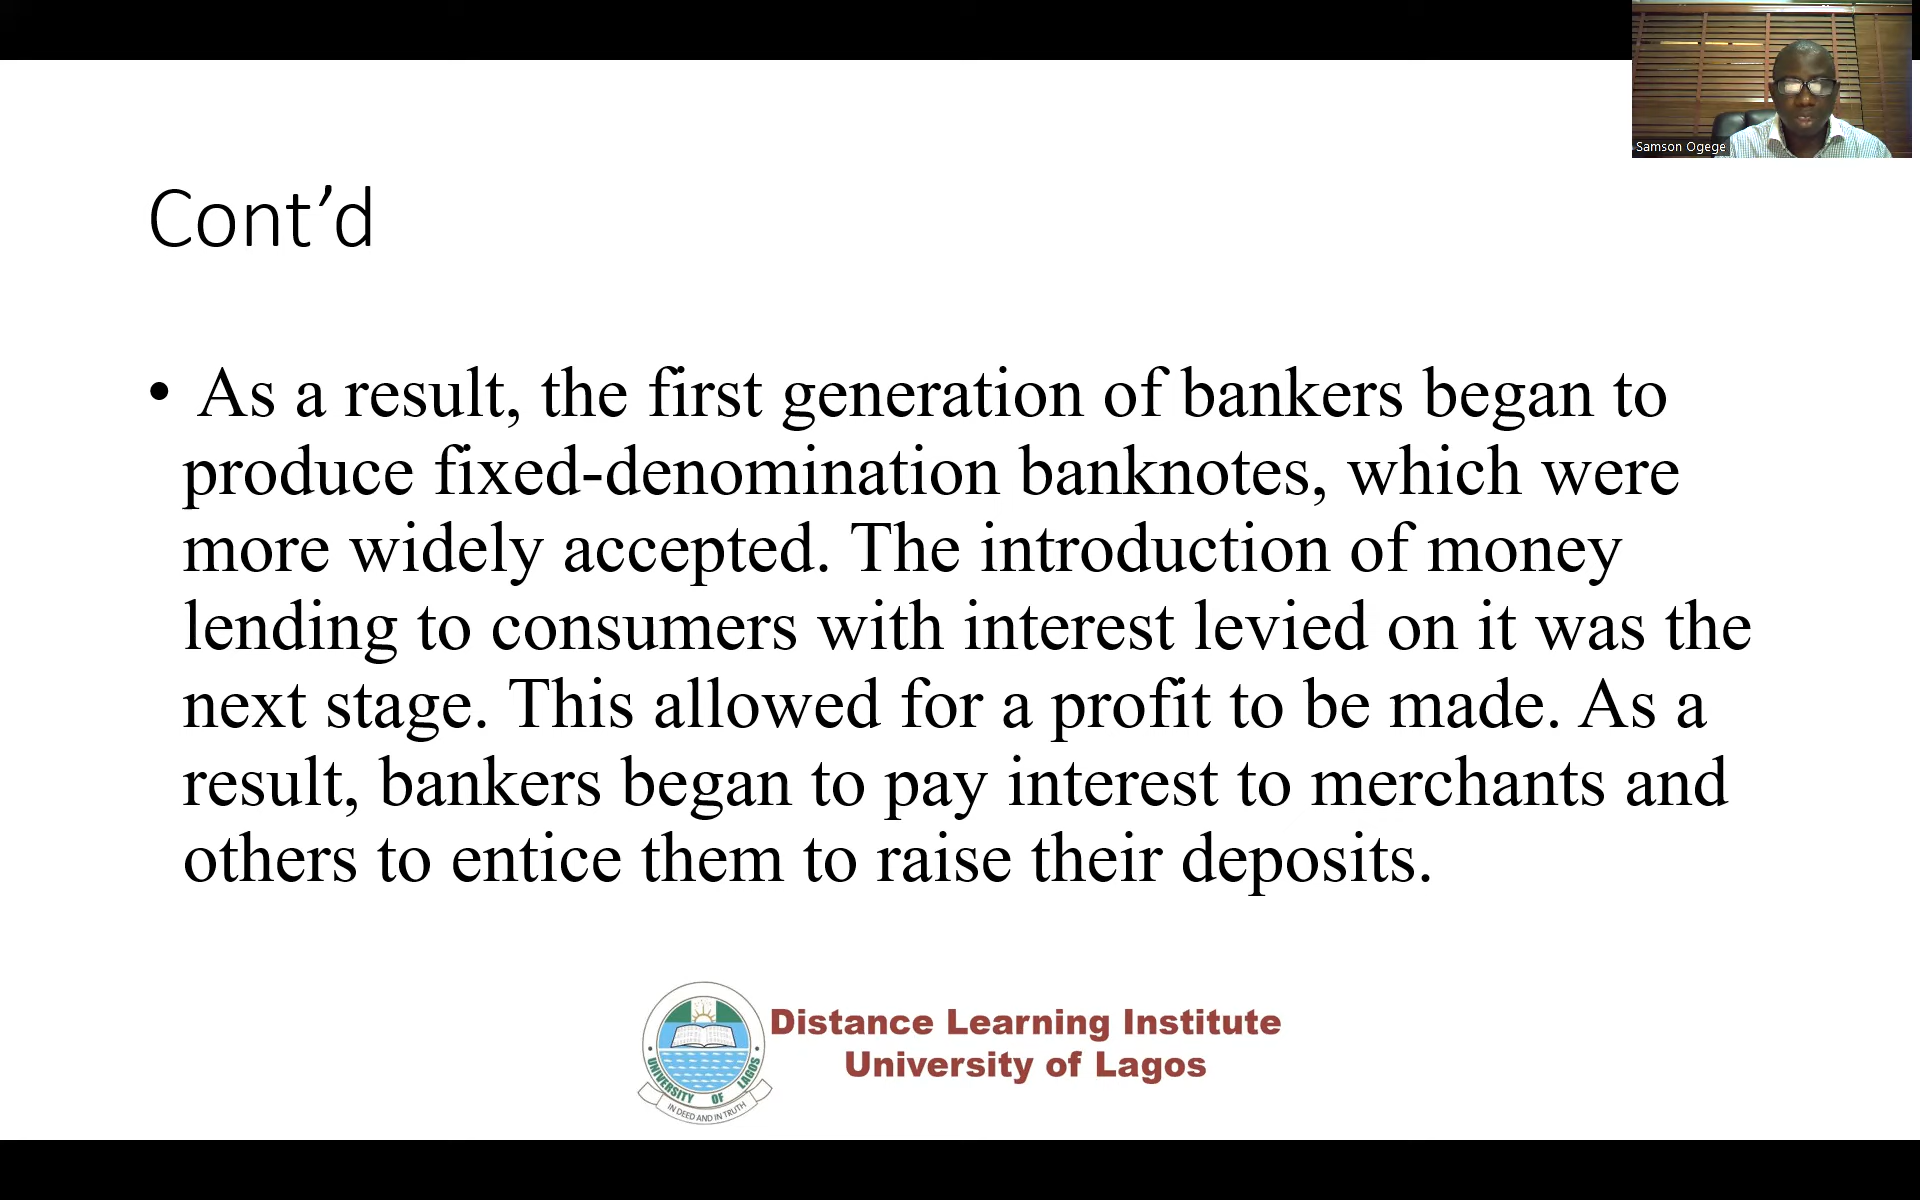 Samson Ogege
Cont’d
• As a result, the first generation of bankers began to
produce fixed-denomination banknotes, which were
more widely accepted. The introduction of money
lending to consumers with interest levied on it was the
next stage. This allowed for a profit to be made. As a
result, bankers began to pay interest to merchants and
others to entice them to raise their deposits.
Distance Learning Institute
University of Lagos
UNIVERSITY OF LAGOS
IN DEED AND IN TRUTH